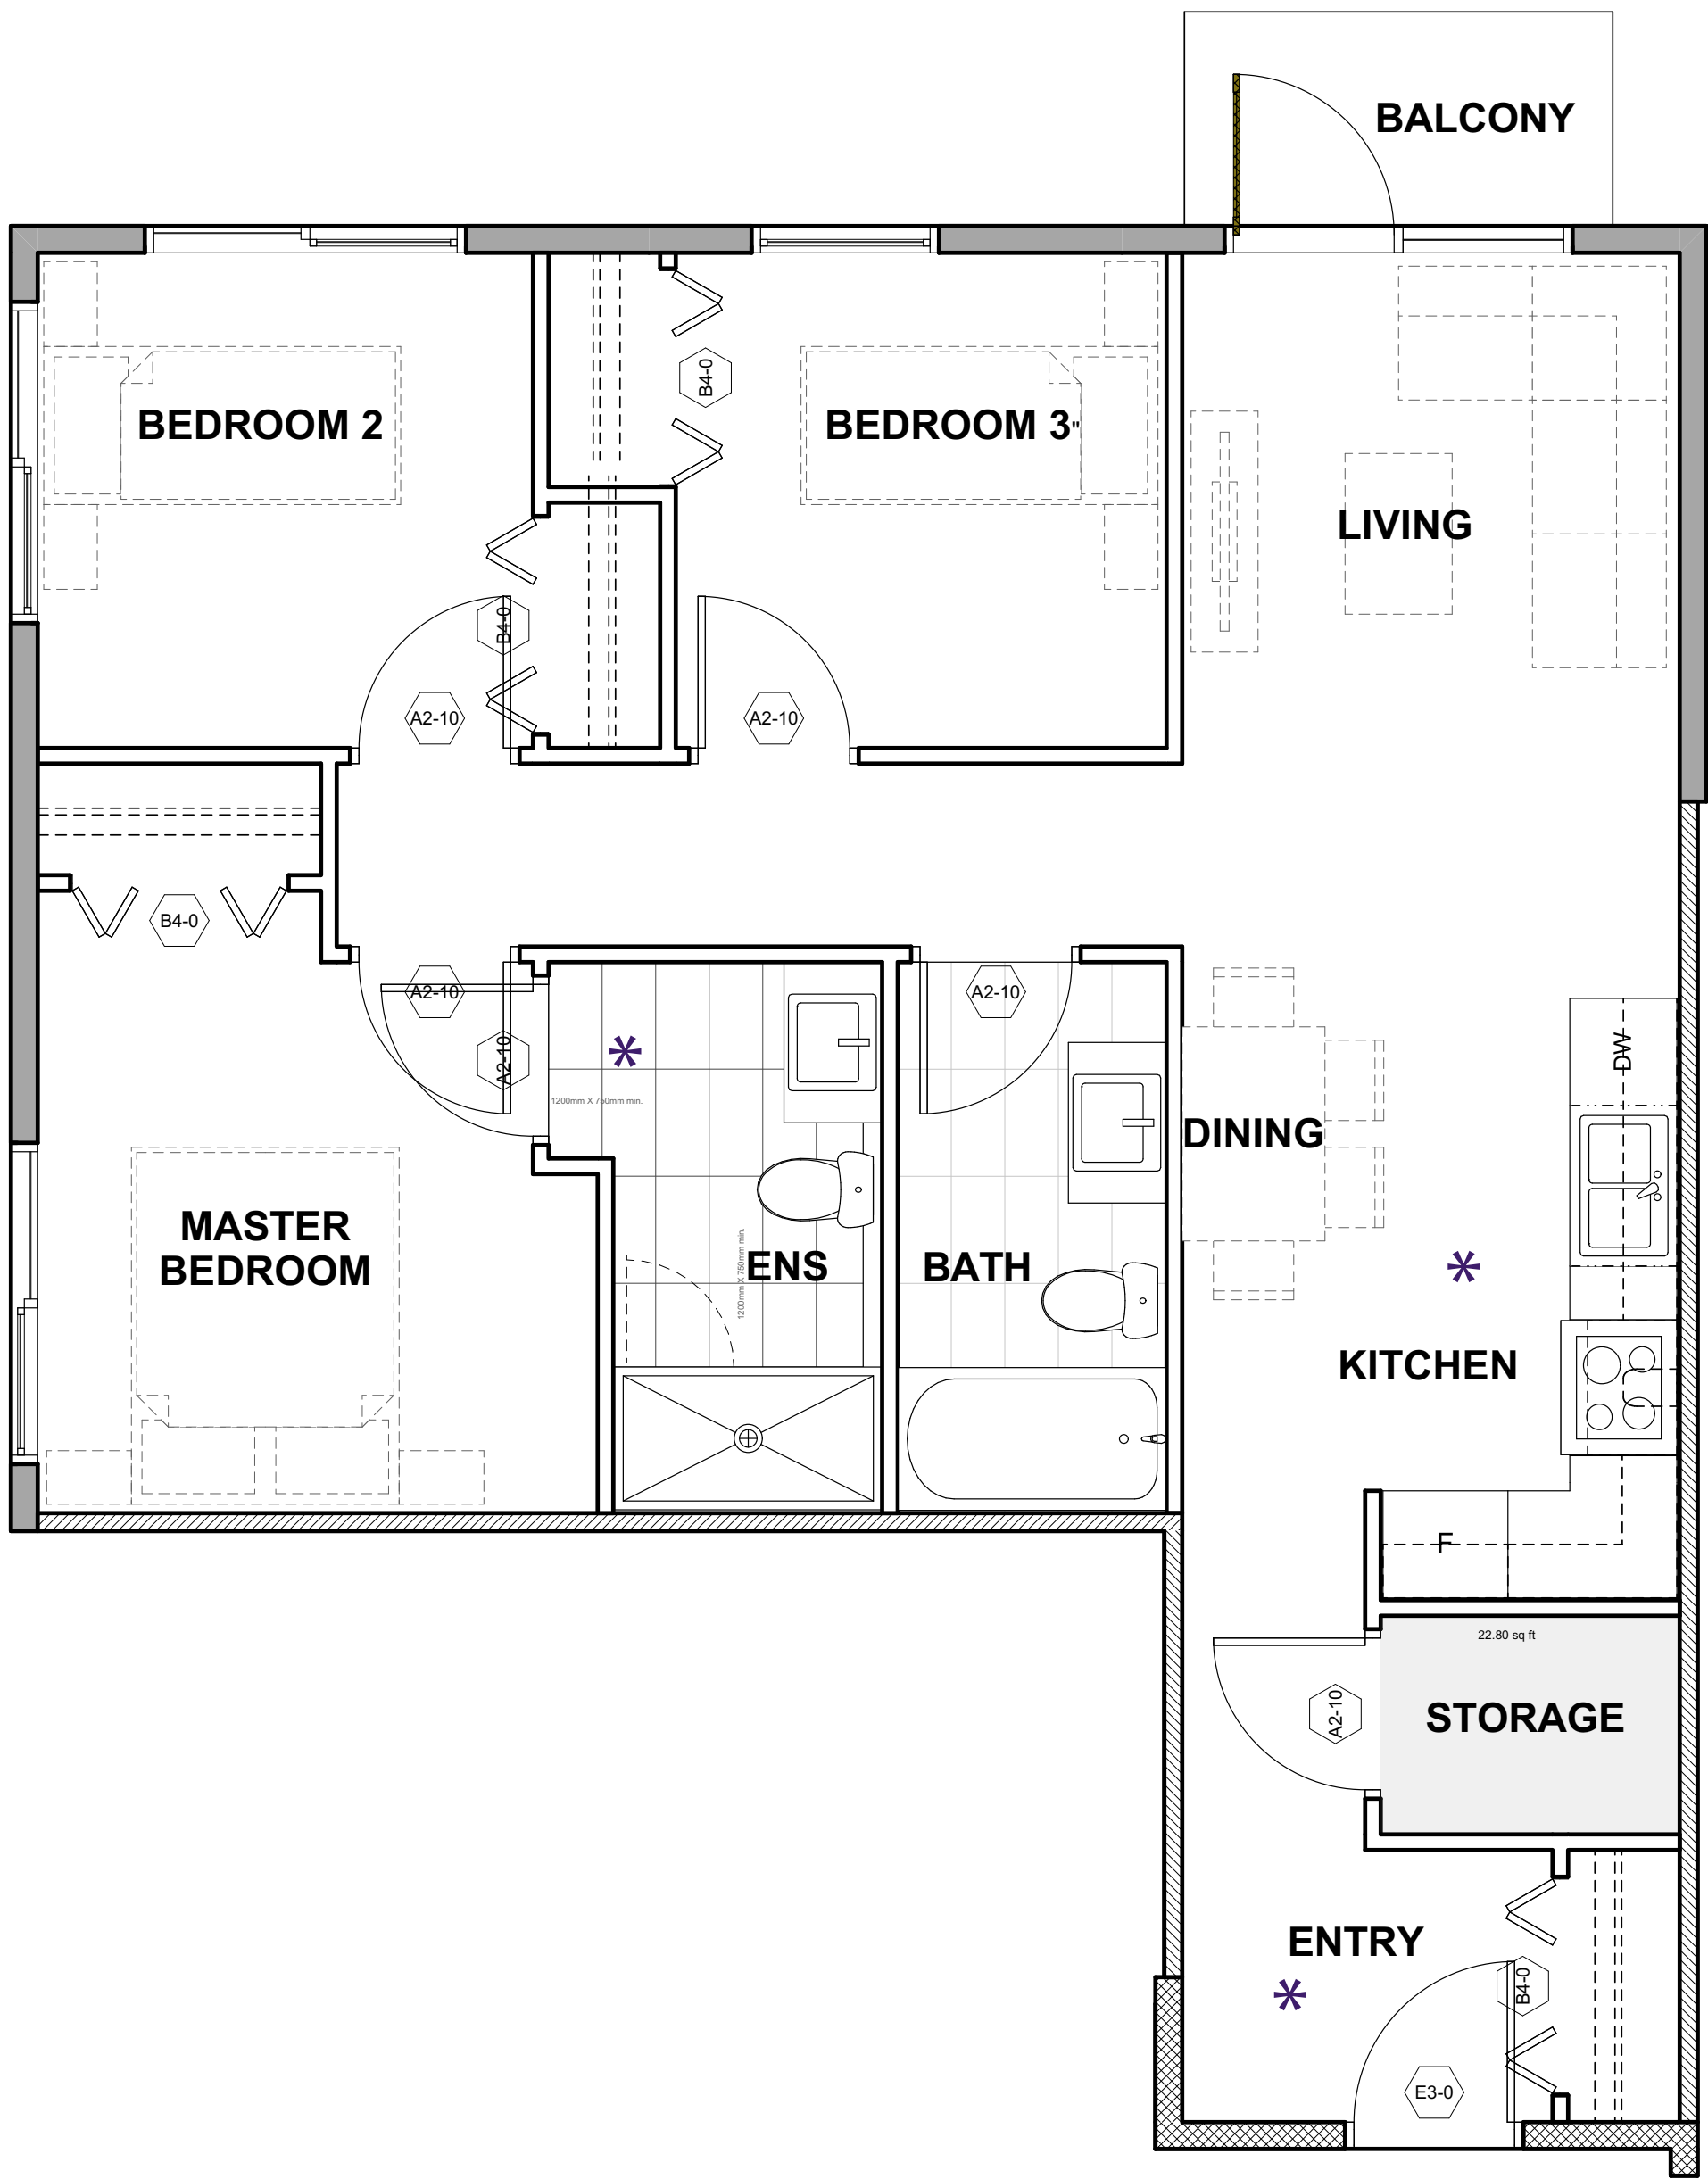 BALCONY
B4-0
BEDROOM 2
BEDROOM 3"
LIVING
B4-0
A2-10
A2-10
B4-0
A2-10
A2-10
A2-10
*
DW
1200mm X 750mm min.
DINING
MASTER
BEDROOM
1200mm X 750mm min.
ENS
BATH
*
KITCHEN
F
22.80 sq ft
A2-10
STORAGE
ENTRY
*
B4-0
E3-0